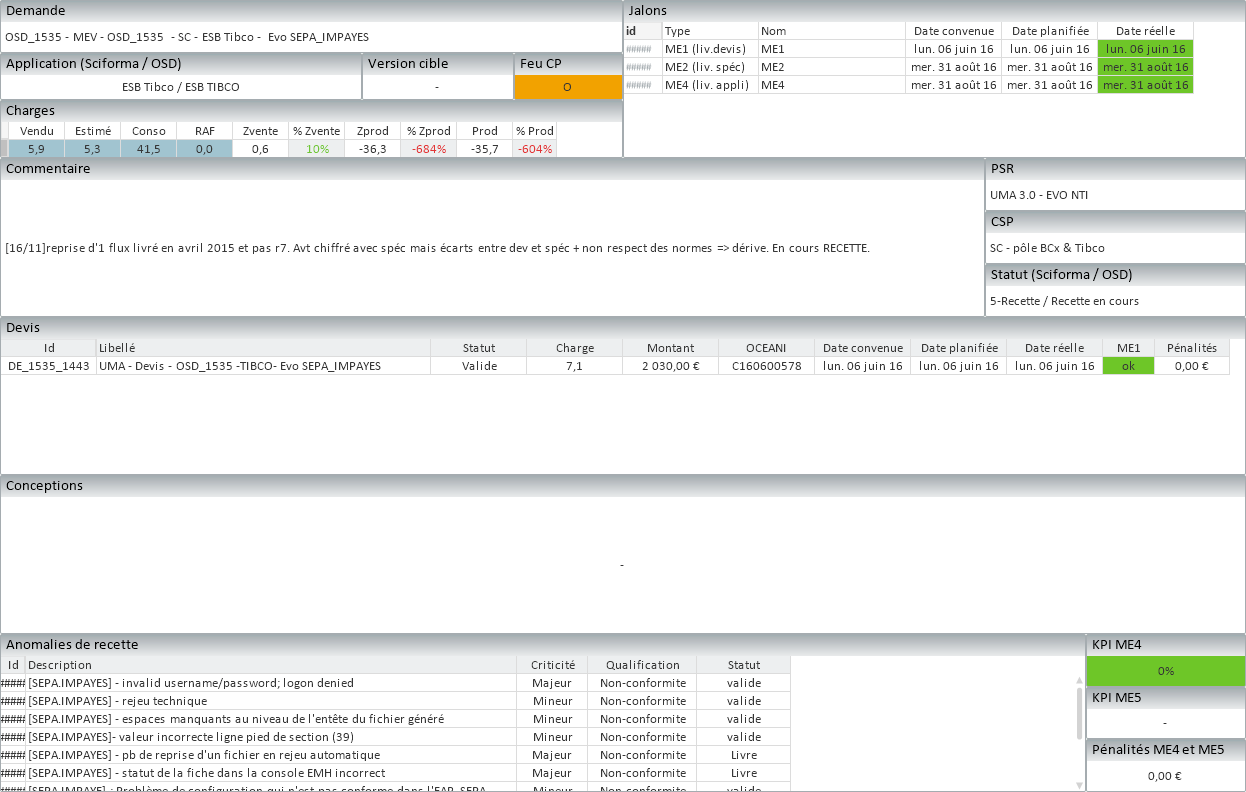 Demande
OSD_1535 - MEV - OSD_1535 - SC - ESB Tibco - Evo SEPA_IMPAYES
Application (Sciforma / OSD) Version cible Feu CP
ESB Tibco / ESB TIBCO - O
Charges
Vendu Estimé Conso RAF Zvente % Zvente Zprod % Zprod Prod % Prod
5,9 5,3 41,5 0,0 0,6 10% -36,3 -684% -35,7 -604%
Jalons
id Type Nom Date convenue Date planifiée Date réelle
##### ME1 (liv.devis) ME1 lun. 06 juin 16 lun. 06 juin 16 lun. 06 juin 16
##### ME2 (liv. spéc) ME2 mer. 31 août 16 mer. 31 août 16 mer. 31 août 16
##### ME4 (liv. appli) ME4 mer. 31 août 16 mer. 31 août 16 mer. 31 août 16
Commentaire
[16/11]reprise d'1 flux livré en avril 2015 et pas r7. Avt chiffré avec spéc mais écarts entre dev et spéc + non respect des normes => dérive. En cours RECETTE.
PSR
UMA 3.0 - EVO NTI
CSP
SC - pôle BCx & Tibco
Statut (Sciforma / OSD)
5-Recette / Recette en cours
Devis
Id Libellé Statut Charge Montant OCEANI Date convenue Date planifiée Date réelle ME1 Pénalités
DE_1535_1443 UMA - Devis - OSD_1535 -TIBCO- Evo SEPA_IMPAYES Valide 7,1 2 030,00 € C160600578 lun. 06 juin 16 lun. 06 juin 16 lun. 06 juin 16 ok 0,00 €
Conceptions
-
Anomalies de recette
Id Description Criticité Qualification Statut
##### [SEPA.IMPAYES] - invalid username/password; logon denied Majeur Non-conformite valide
##### [SEPA.IMPAYES] - rejeu technique Mineur Non-conformite valide
##### [SEPA.IMPAYES] - espaces manquants au niveau de l'entête du fichier généré Mineur Non-conformite valide
##### [SEPA.IMPAYES]- valeur incorrecte ligne pied de section (39) Mineur Non-conformite valide
##### [SEPA.IMPAYES] - pb de reprise d'un fichier en rejeu automatique Majeur Non-conformite Livre
##### [SEPA.IMPAYES] - statut de la fiche dans la console EMH incorrect Majeur Non-conformite Livre
##### [SEPA.IMPAYE] : Problème de configuration qui n'est pas conforme dans l'EAR SEPA Mineur Non-conformite Livre
KPI ME4
0%
KPI ME5
-
Pénalités ME4 et ME5
0,00 €